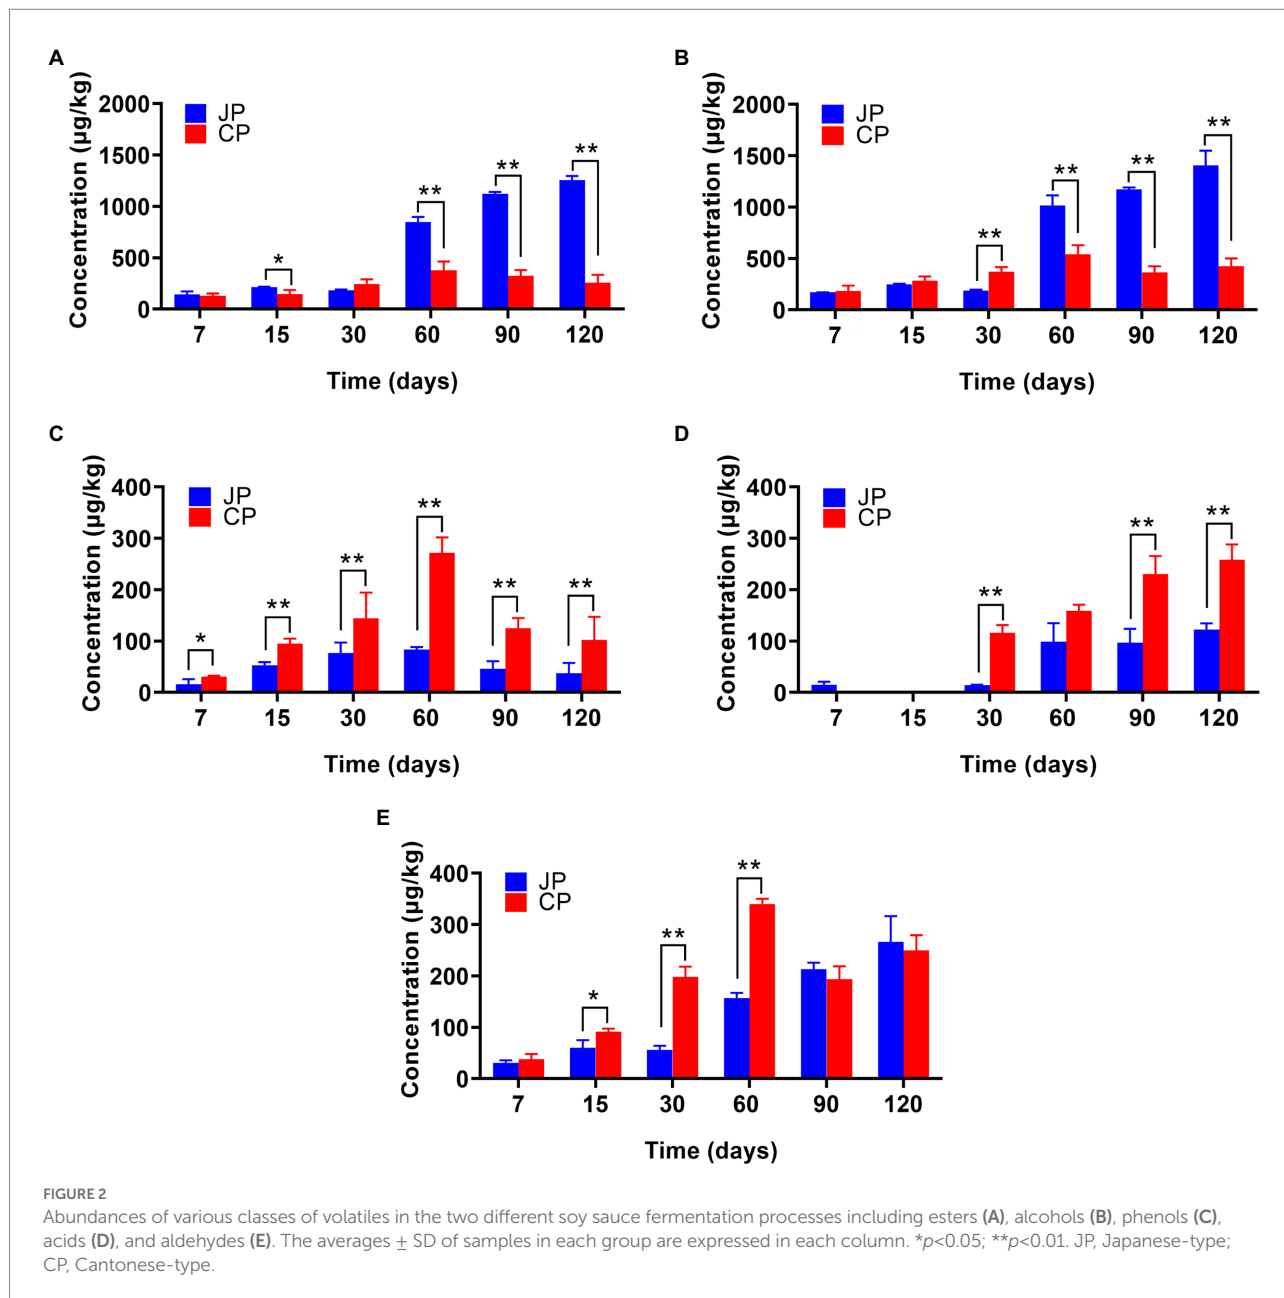 A
Concentration (µg/kg)
2000
1500
1000
500
0
JP
CP
*
**
**
**
7 15 30 60 90 120
Time (days)
B
Concentration (µg/kg)
2000
1500
1000
500
0
JP
CP
**
**
**
**
7 15 30 60 90 120
Time (days)
C
Concentration (µg/kg)
400
300
200
100
0
JP
CP
*
**
**
**
**
**
7 15 30 60 90 120
Time (days)
D
Concentration (µg/kg)
400
300
200
100
0
JP
CP
**
**
**
7 15 30 60 90 120
Time (days)
E
Concentration (µg/kg)
400
300
200
100
0
JP
CP
*
**
**
7 15 30 60 90 120
Time (days)
FIGURE 2
Abundances of various classes of volatiles in the two different soy sauce fermentation processes including esters (A), alcohols (B), phenols (C),
acids (D), and aldehydes (E). The averages ± SD of samples in each group are expressed in each column. *p<0.05; **p<0.01. JP, Japanese-type;
CP, Cantonese-type.